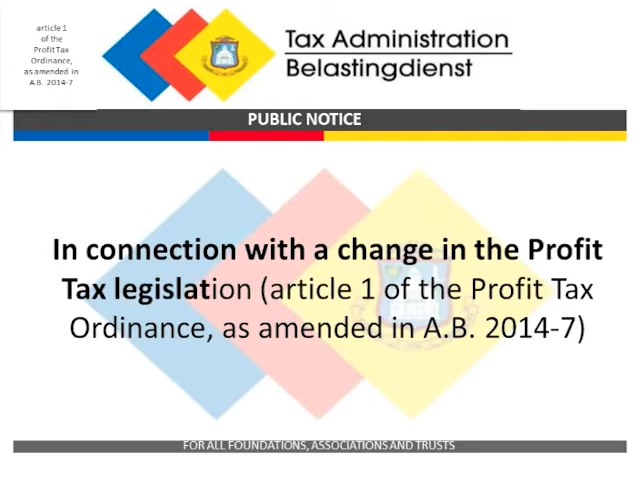 article 1
of the
Profit Tax
Ordinance,
as amended in
A.B. 2014-7
Tax Administration
Belastingdienst
PUBLIC NOTICE
In connection with a change in the Profit
Tax legislation (article 1 of the Profit Tax
Ordinance, as amended in A.B. 2014-7)
FOR ALL FOUNDATIONS, ASSOCIATIONS AND TRUSTS